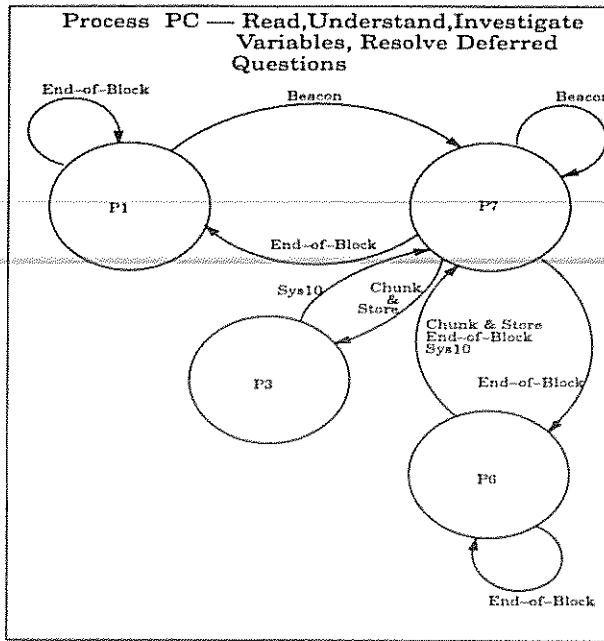 Process PC — Read,Understand,Investigate
Variables, Resolve Deferred
Questions
End-of-Block
Beacon
Beacon
P1
P7
End-of-Block
Sys10
Chunk
&
Store
Chunk & Store
End-of-Block
Sys10
P3
End-of-Block
P6
End-of-Block